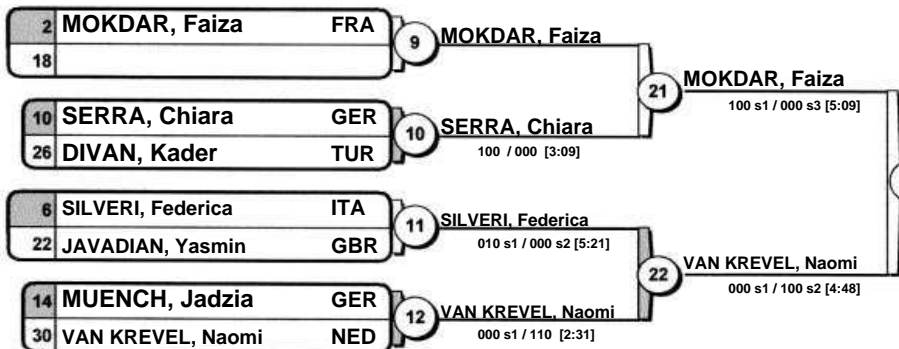 2 MOKDAR, Faiza FRA
18
9 MOKDAR, Faiza
10 SERRA, Chiara GER
26 DIVAN, Kader TUR
10 SERRA, Chiara
100 / 000 [3:09]
21 MOKDAR, Faiza
100 s1 / 000 s3 [5:09]
6 SILVERI, Federica ITA
22 JAVADIAN, Yasmin GBR
11 SILVERI, Federica
010 s1 / 000 s2 [5:21]
14 MUENCH, Jadzia GER
30 VAN KREVEL, Naomi NED
12 VAN KREVEL, Naomi
000 s1 / 110 [2:31]
22 VAN KREVEL, Naomi
000 s1 / 100 s2 [4:48]